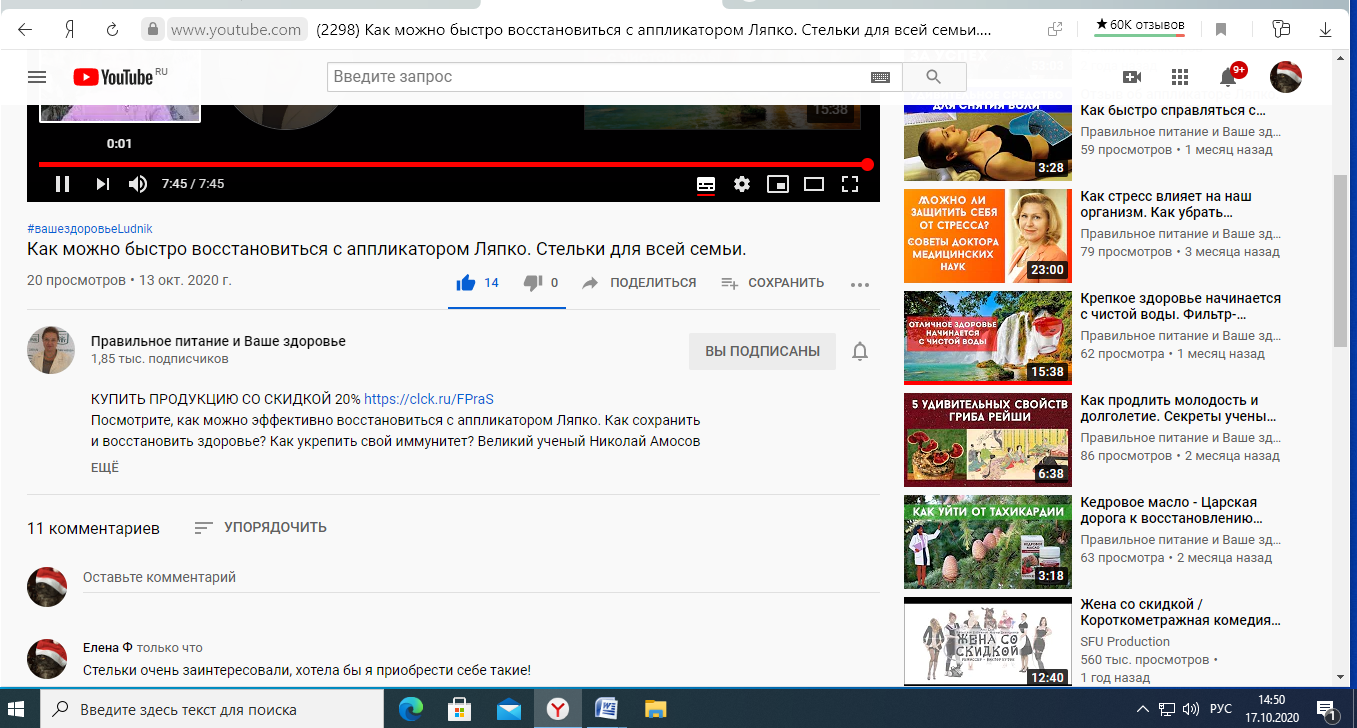 www.youtube.com
(2298) Как можно быстро восстановиться с аппликатором Ляпко. Стельки для всей семьи....
★ 60K отзывов
YouTube RU
Введите запрос
9+
15:38
0:01
7:45 / 7:45
#вашездоровьеLudnik
Как можно быстро восстановиться с аппликатором Ляпко. Стельки для всей семьи.
20 просмотров • 13 окт. 2020 г.
14
0
ПОДЕЛИТЬСЯ
СОХРАНИТЬ
Правильное питание и Ваше здоровье
1,85 тыс. подписчиков
ВЫ ПОДПИСАНЫ
КУПИТЬ ПРОДУКЦИЮ СО СКИДКОЙ 20% https://clck.ru/FPraS
Посмотрите, как можно эффективно восстановиться с аппликатором Ляпко. Как сохранить
и восстановить здоровье? Как укрепить свой иммунитет? Великий ученый Николай Амосов
ЕЩЁ
11 комментариев
УПОРЯДОЧИТЬ
Оставьте комментарий
Елена Ф только что
Стельки очень заинтересовали, хотела бы я приобрести себе такие!
ДЛЯ СНЯТИЯ БОЛИ
3:28
Как быстро справляться с...
Правильное питание и Ваше зд...
59 просмотров • 1 месяц назад
МОЖНО ЛИ
ЗАЩИТИТЬ СЕБЯ
ОТ СТРЕССА?
СОВЕТЫ ДОКТОРА
МЕДИЦИНСКИХ
НАУК
23:00
Как стресс влияет на наш
организм. Как убрать...
Правильное питание и Ваше зд...
79 просмотров • 3 месяца назад
ОТЛИЧНОЕ ЗДОРОВЬЕ
НАЧИНАЕТСЯ
С ЧИСТОЙ ВОДЫ
15:38
Крепкое здоровье начинается
с чистой воды. Фильтр-...
Правильное питание и Ваше зд...
62 просмотра • 1 месяц назад
5 УДИВИТЕЛЬНЫХ СВОЙСТВ
ГРИБА РЕЙШИ
6:38
Как продлить молодость и
долголетие. Секреты учены...
Правильное питание и Ваше зд...
86 просмотров • 2 месяца назад
КАК УЙТИ ОТ ТАХИКАРДИИ
3:18
Кедровое масло - Царская
дорога к восстановлению...
Правильное питание и Ваше зд...
63 просмотра • 2 месяца назад
ЖЕНА СО
СКИДКОЙ
12:40
Жена со скидкой /
Короткометражная комедия...
SFU Production
560 тыс. просмотров •
1 год назад
Введите здесь текст для поиска
РУС
14:50
17.10.2020
1